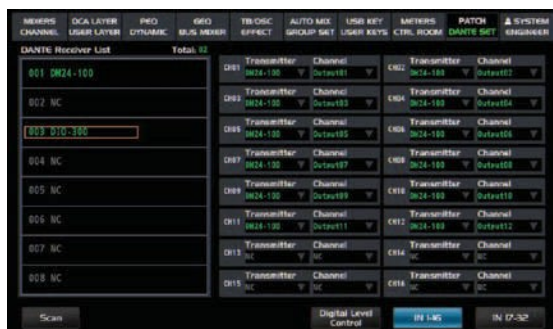 MIXERS DCA LAYER PEQ GEQ TB/OSC AUTO MIX USB KEY METERS PATCH SYSTEM
CHANNEL USER LAYER DYNAMIC BUS MIXER EFFECT GROUP SET USER KEYS CTRL ROOM DANTE SET ENGINEER
DANTE Receiver List Total: 02
001 DM24-100
002 NC
003 DIO-300
004 NC
005 NC
006 NC
007 NC
008 NC
Transmitter Channel Transmitter Channel
CH01 DM24-100 Output01 CH02 DM24-100 Output02
Transmitter Channel Transmitter Channel
CH03 DM24-100 Output03 CH04 DM24-100 Output04
Transmitter Channel Transmitter Channel
CH05 DM24-100 Output05 CH06 DM24-100 Output06
Transmitter Channel Transmitter Channel
CH07 DM24-100 Output07 CH08 DM24-100 Output08
Transmitter Channel Transmitter Channel
CH09 DM24-100 Output09 CH10 DM24-100 Output10
Transmitter Channel Transmitter Channel
CH11 DM24-100 Output11 CH12 DM24-100 Output12
Transmitter Channel Transmitter Channel
CH13 NC NC CH14 NC NC
Transmitter Channel Transmitter Channel
CH15 NC NC CH16 NC NC
Scan
Digital Level
Control
IN 1-16
IN 17-32